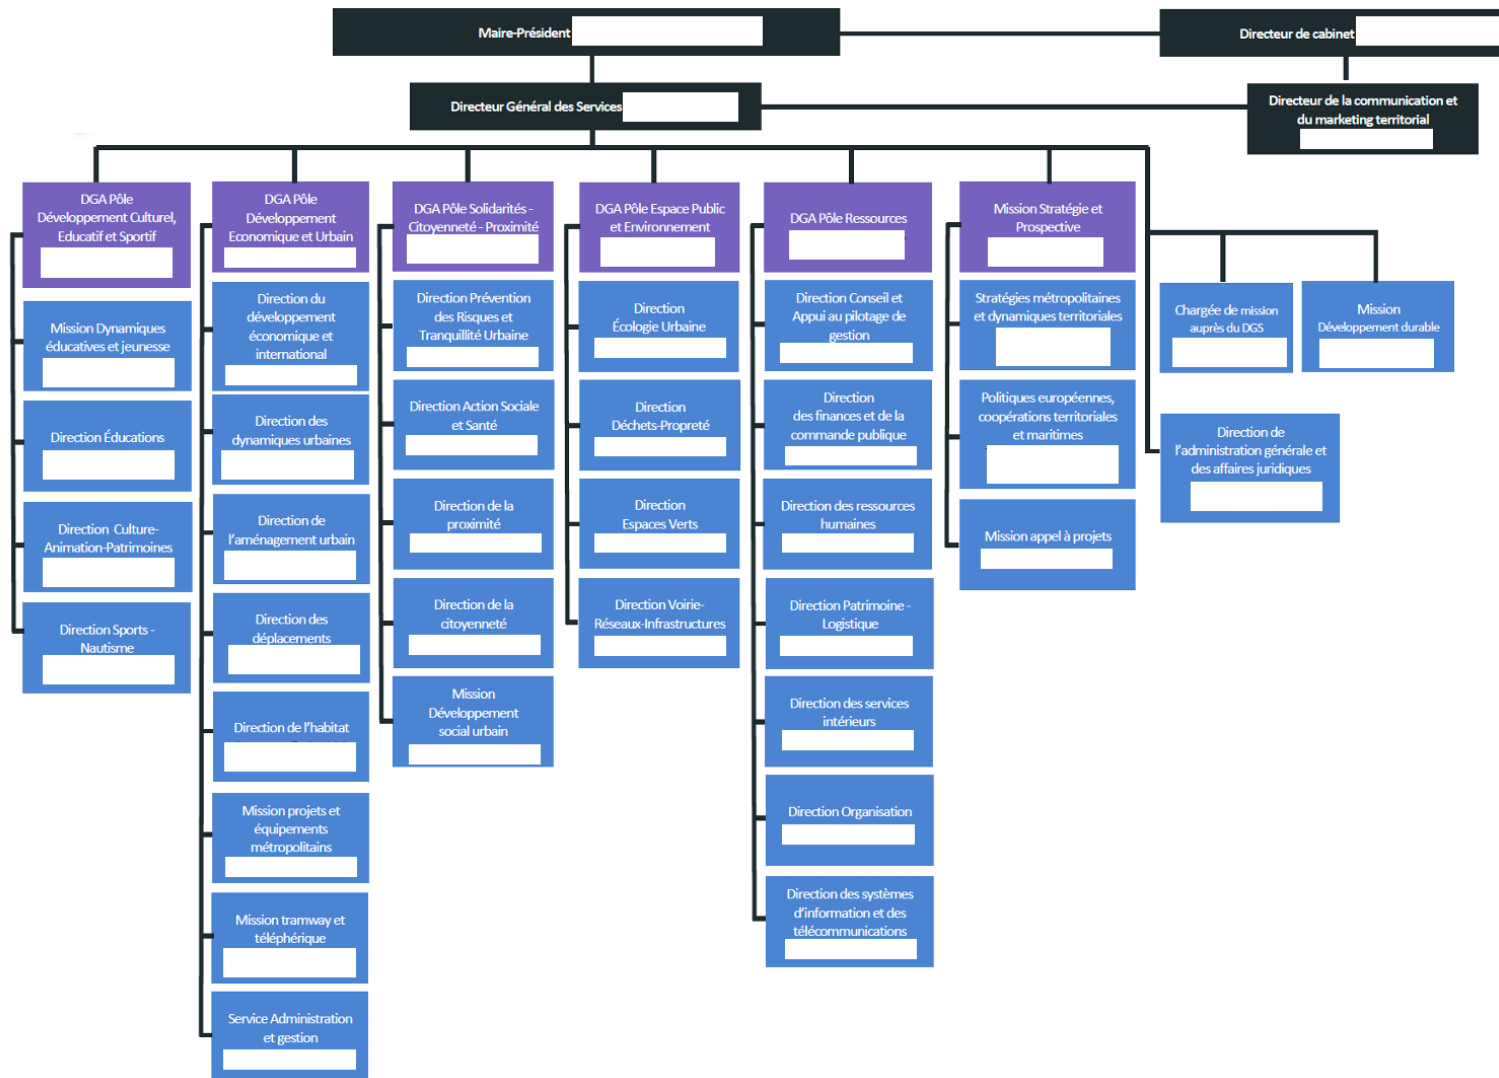 Maire-Président
Directeur de cabinet
Directeur Général des Services
Directeur de la communication et
du marketing territorial
DGA Pôle
Développement Culturel,
Educatif et Sportif
Mission Dynamiques
éducatives et jeunesse
Direction Éducations
Direction Culture-
Animation-Patrimoines
Direction Sports -
Nautisme
DGA Pôle
Développement
Economique et Urbain
Direction du
développement
économique et
international
Direction des
dynamiques urbaines
Direction de
l'aménagement urbain
Direction des
déplacements
Direction de l'habitat
Mission projets et
équipements
métropolitains
Mission tramway et
téléphérique
Service Administration
et gestion
DGA Pôle Solidarités -
Citoyenneté - Proximité
Direction Prévention
des Risques et
Tranquillité Urbaine
Direction Action Sociale
et Santé
Direction de la
proximité
Direction de la
citoyenneté
Mission
Développement
social urbain
DGA Pôle Espace Public
et Environnement
Direction
Écologie Urbaine
Direction
Déchets-Propreté
Direction
Espaces Verts
Direction Voirie-
Réseaux-Infrastructures
DGA Pôle Ressources
Direction Conseil et
Appui au pilotage de
gestion
Direction
des finances et de la
commande publique
Direction des ressources
humaines
Direction Patrimoine -
Logistique
Direction des services
intérieurs
Direction Organisation
Direction des systèmes
d'information et des
télécommunications
Mission Stratégie et
Prospective
Stratégies métropolitaines
et dynamiques territoriales
Politiques européennes,
coopérations territoriales
et maritimes
Mission appel à projets
Chargée de mission
auprès du DGS
Mission
Développement durable
Direction de
l'administration générale et
des affaires juridiques